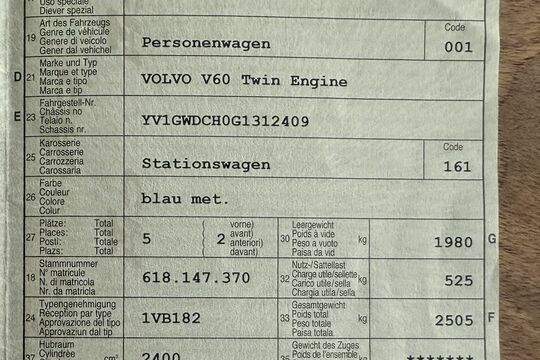 Uso speciale
Diever spezial
19 Art des Fahrzeugs
Genre de véhicule
Genere di veicolo
Gener dal vehichel
Personenwagen
Code
001
D 21 Marke und Typ
Marque et type
Marca e tipo
Marca e tip
VOLVO V60 Twin Engine
E 23 Fahrgestell-Nr.
Châssis no
Telaio n.
Schassis nr.
YV1GWDCH0G1312409
25 Karosserie
Carrosserie
Carrozzeria
Carossaria
Stationswagen
Code
161
26 Farbe
Couleur
Colore
Colur
blau met.
27 Plätze: Total
Places: Total
Posti: Totale
Plazs: Total
5 ( 2 vorne)
avant)
anteriori)
davant)
30 Leergewicht
Poids à vide
Peso a vuoto
Paisa da vid
kg 1980 G
18 Stammnummer
N° matricule
N. di matricola
Nr. da matricla
618.147.370
32 Nutz-/Sattellast
Charge utile/sellette
Carico utile/sella
Chargia utila/sella
kg 525
24 Typengenehmigung
Réception par type
Approvazione del tipo
Approvaziun dal tip
1VB182
33 Gesamtgewicht
Poids total
Peso totale
Paisa totala
kg 2505 F
37 Hubraum
Cylindrée
cm³
2400
Gewicht des Zuges
Poids de l'ensemble
kg *******